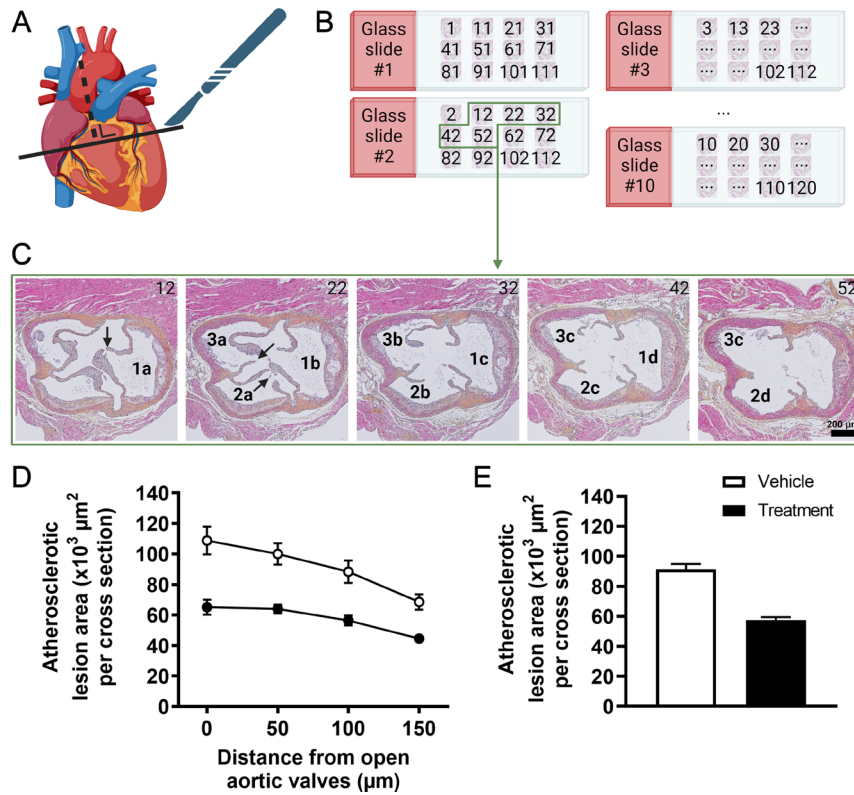 A
B
Glass
slide
#1
1 11 21 31
41 51 61 71
81 91 101 111
Glass
slide
#2
2 12 22 32
42 52 62 72
82 92 102 112
Glass
slide
#3
3 13 23 ...
... ... ... ...
... ... 102 112
...
Glass
slide
#10
10 20 30 ...
... ... ... ...
... ... 110 120
C
12
1a
22
3a
1b
2a
32
3b
1c
2b
42
3c
1d
2c
52
3c
2d
200 µm
D
Atherosclerotic
lesion area (x10³ µm²
per cross section)
140
120
100
80
60
40
20
0
0 50 100 150
Distance from open
aortic valves (µm)
E
Vehicle
Treatment
Atherosclerotic
lesion area (x10³ µm²
per cross section)
140
120
100
80
60
40
20
0